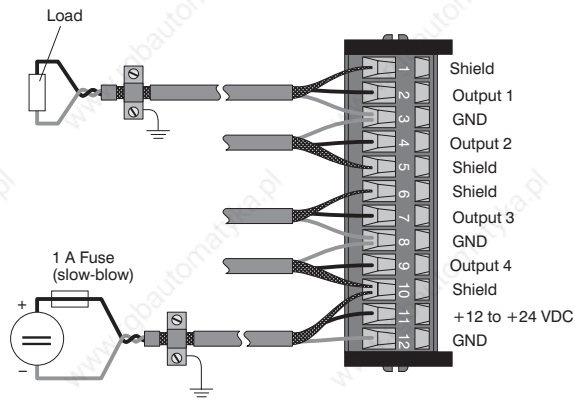 Load
1 Shield
2 Output 1
3 GND
4 Output 2
5 Shield
6 Shield
7 Output 3
8 GND
9 Output 4
10 Shield
11 +12 to +24 VDC
12 GND
1 A Fuse
(slow-blow)
+
−